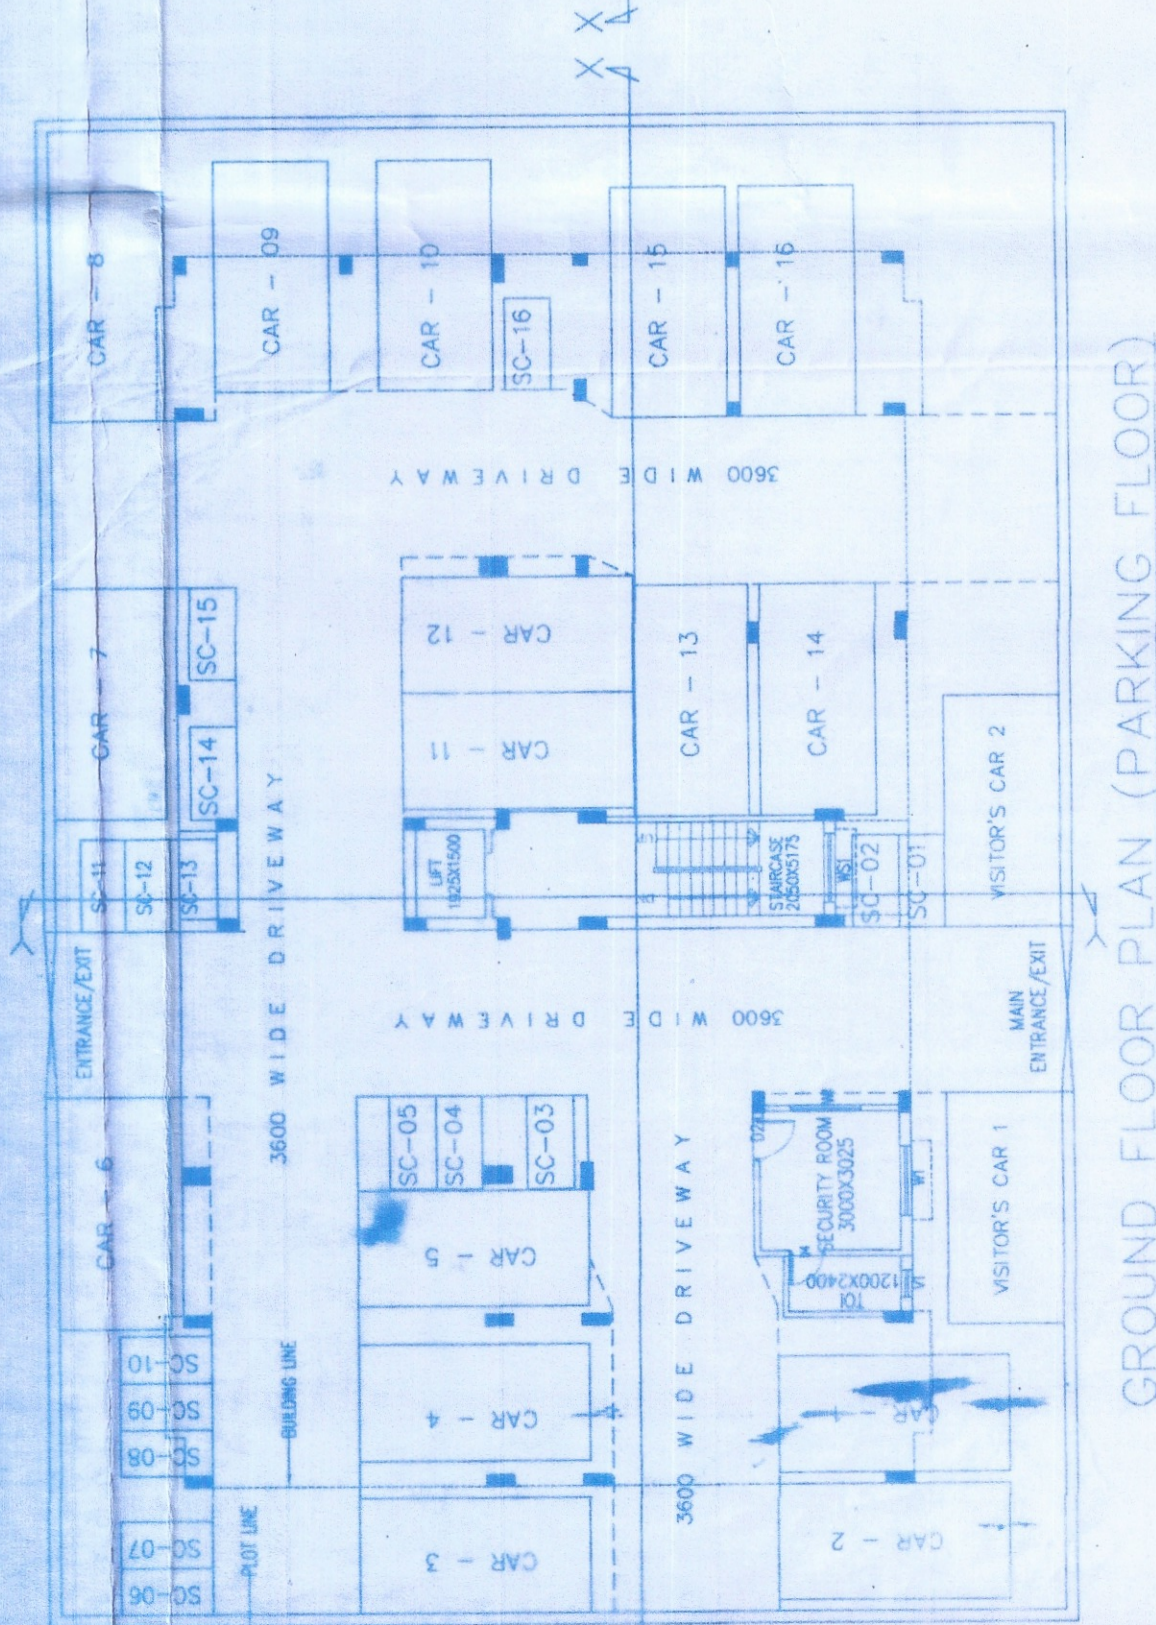 X X
CAR - 8
CAR - 09
CAR - 10
SC-16
CAR - 15
CAR - 16
3600 WIDE DRIVEWAY
CAR - 7
SC-15
SC-14
CAR - 12
CAR - 11
CAR - 13
CAR - 14
SC-11
SC-12
SC-13
LIFT
1925X1500
STAIRCASE
2050X5175
WS1
SC-02
SC-01
VISITOR'S CAR 2
Y
Y
ENTRANCE/EXIT
3600 WIDE DRIVEWAY
3600 WIDE DRIVEWAY
MAIN
ENTRANCE/EXIT
CAR - 6
SC-05
SC-04
SC-03
CAR - 5
3600 WIDE DRIVEWAY
SECURITY ROOM
3000X3025
W1
TOI
1200X2400
VISITOR'S CAR 1
SC-10
SC-09
SC-08
SC-07
SC-06
BUILDING LINE
PLOT LINE
CAR - 4
CAR - 3
CAR - 1
CAR - 2
GROUND FLOOR PLAN (PARKING FLOOR)